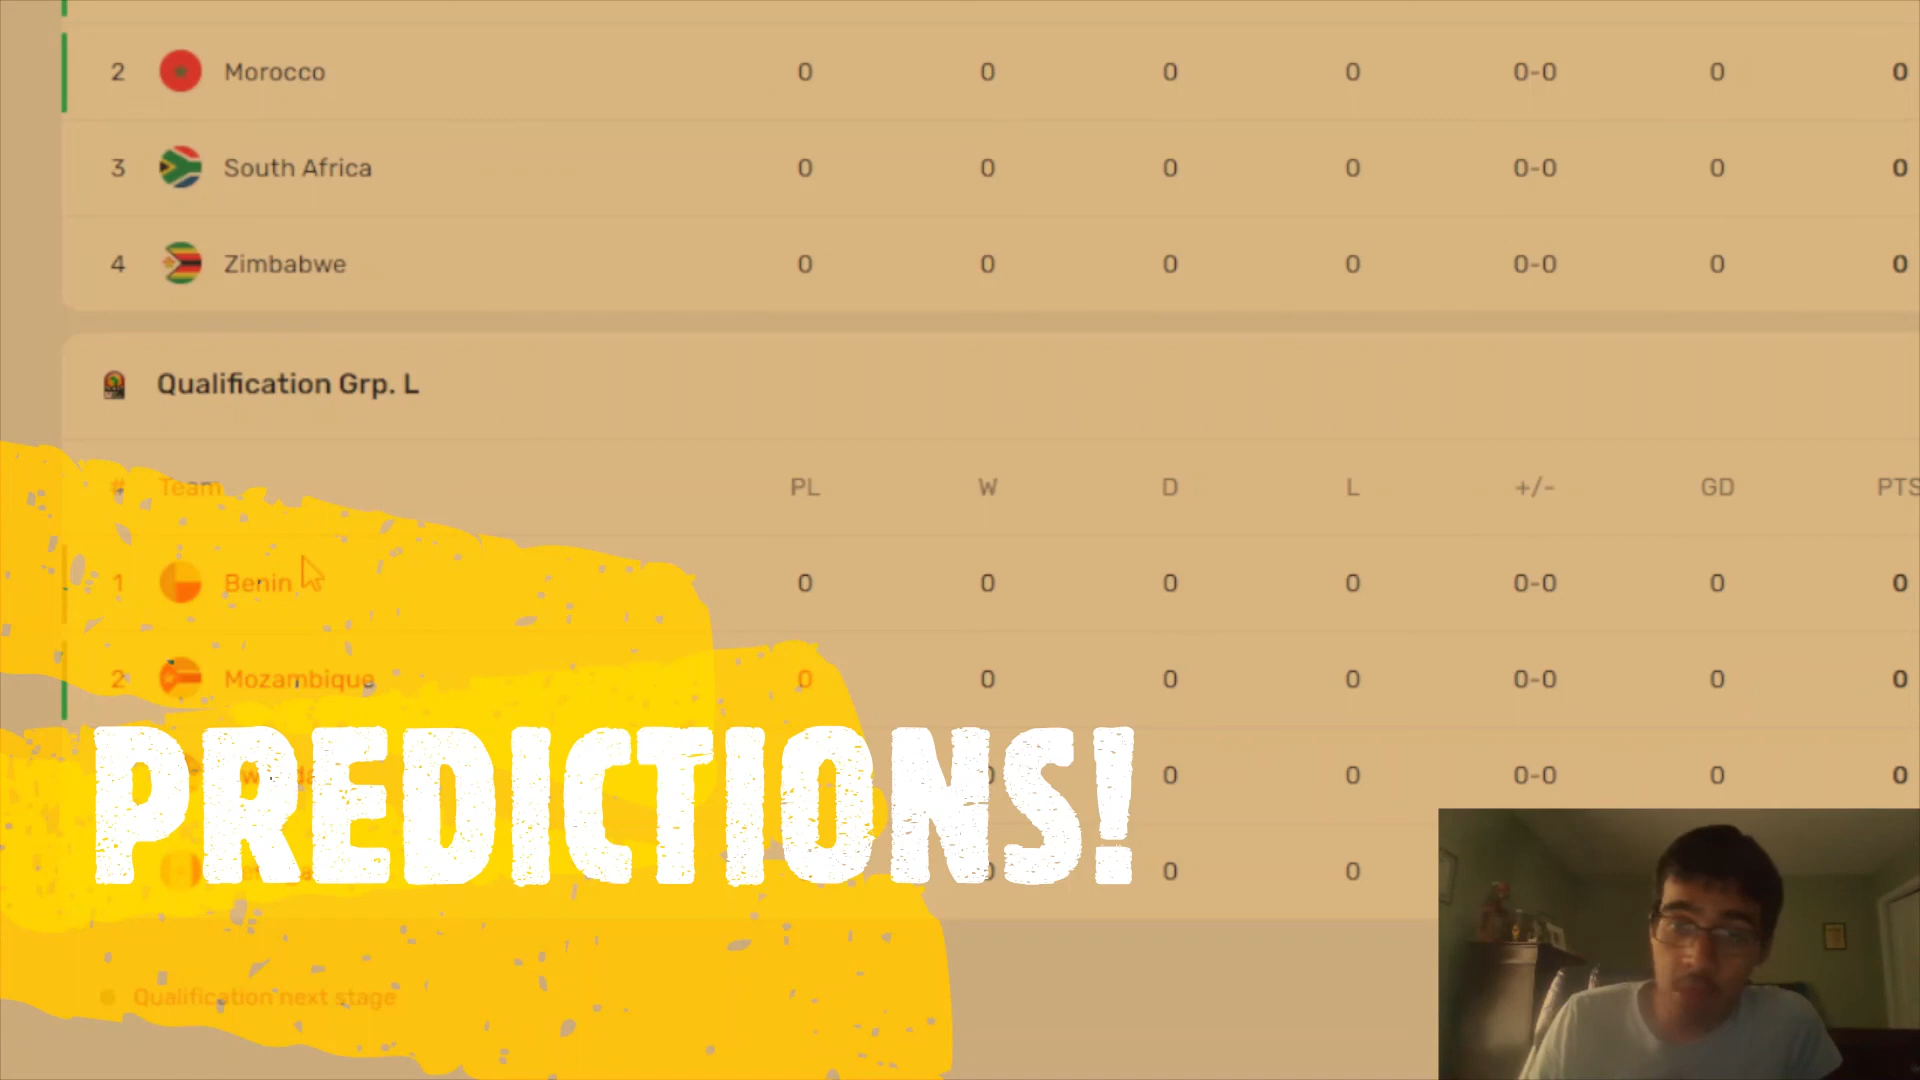 2 Morocco 0 0 0 0 0-0 0 0
3 South Africa 0 0 0 0 0-0 0 0
4 Zimbabwe 0 0 0 0 0-0 0 0
Qualification Grp. L
# Team PL W D L +/- GD PTS
1 Benin 0 0 0 0 0-0 0 0
2 Mozambique 0 0 0 0 0-0 0 0
0 0 0-0 0 0
PREDICTIONS!
0 0
Qualification next stage